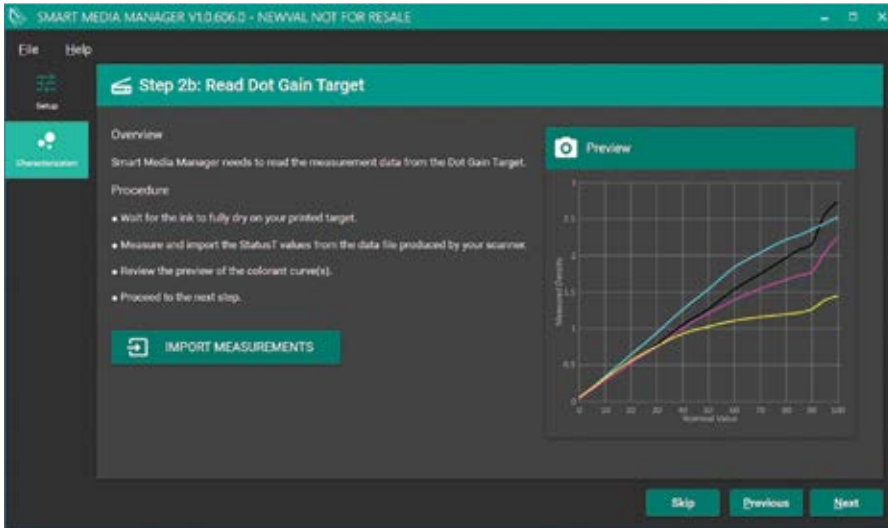 SMART MEDIA MANAGER V1.0.606.0 - NEWVAL NOT FOR RESALE
File Help
Setup
Characterization
Step 2b: Read Dot Gain Target
Overview
Smart Media Manager needs to read the measurement data from the Dot Gain Target.
Procedure
• Wait for the ink to fully dry on your printed target.
• Measure and import the StatusT values from the data file produced by your scanner.
• Review the preview of the colorant curve(s).
• Proceed to the next step.
IMPORT MEASUREMENTS
Preview
3
2.5
2
1.5
1
0.5
0
Measured Density
0 10 20 30 40 50 60 70 80 90 100
Nominal Value
Skip Previous Next